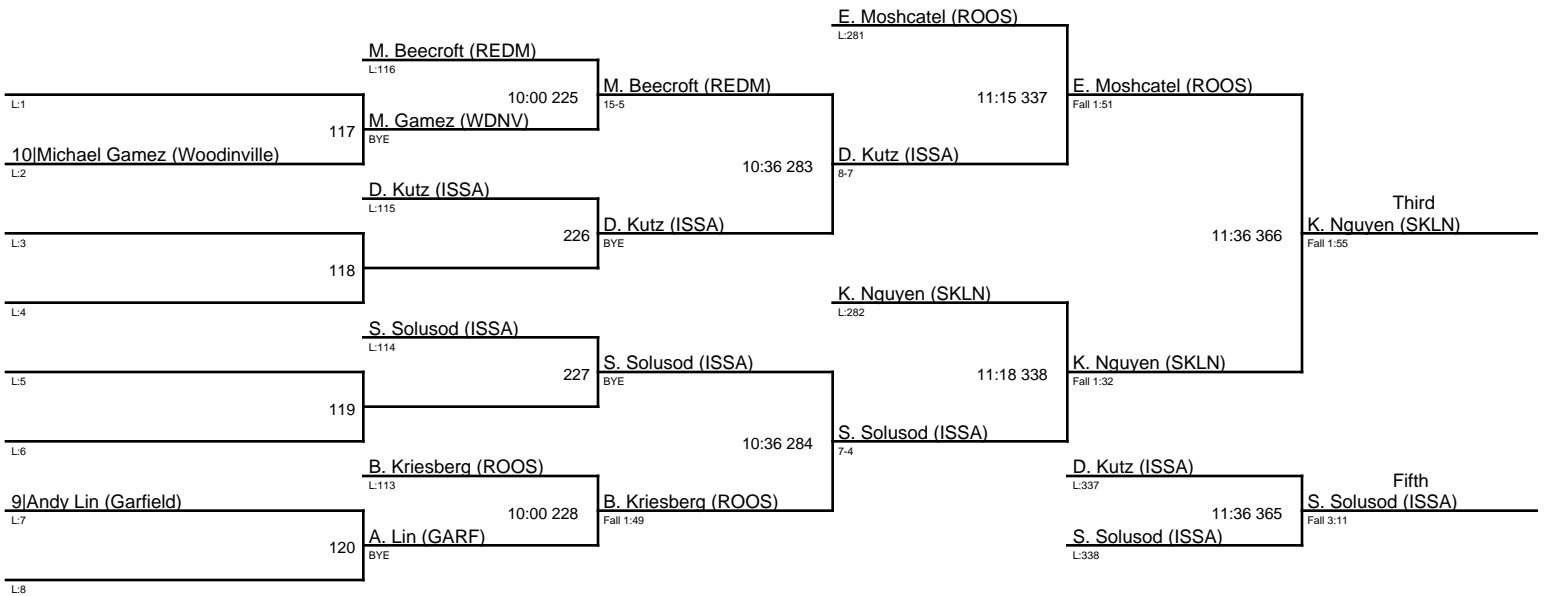 E. Moshcatel (ROOS)
L:281
M. Beecroft (REDM)
L:116
10:00 225
M. Beecroft (REDM)
15-5
11:15 337
E. Moshcatel (ROOS)
Fall 1:51
L:1
117
M. Gamez (WDNV)
BYE
10|Michael Gamez (Woodinville)
L:2
10:36 283
D. Kutz (ISSA)
8-7
D. Kutz (ISSA)
L:115
226
D. Kutz (ISSA)
BYE
L:3
118
L:4
11:36 366
Third
K. Nguyen (SKLN)
Fall 1:55
K. Nguyen (SKLN)
L:282
S. Solusod (ISSA)
L:114
227
S. Solusod (ISSA)
BYE
11:18 338
K. Nguyen (SKLN)
Fall 1:32
L:5
119
L:6
10:36 284
S. Solusod (ISSA)
7-4
B. Kriesberg (ROOS)
L:113
10:00 228
B. Kriesberg (ROOS)
Fall 1:49
9|Andy Lin (Garfield)
L:7
120
A. Lin (GARF)
BYE
L:8
D. Kutz (ISSA)
L:337
11:36 365
Fifth
S. Solusod (ISSA)
Fall 3:11
S. Solusod (ISSA)
L:338